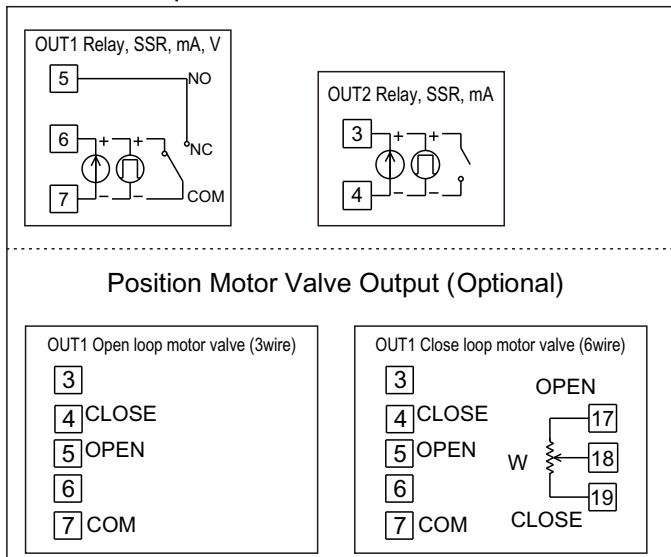 OUT1 Relay, SSR, mA, V
5 NO
6 + + NC
7 - - COM
OUT2 Relay, SSR, mA
3 + +
4 - -
Position Motor Valve Output (Optional)
OUT1 Open loop motor valve (3wire)
3
4 CLOSE
5 OPEN
6
7 COM
OUT1 Close loop motor valve (6wire)
3
4 CLOSE
5 OPEN
6
7 COM
OPEN
17
W 18
19
CLOSE